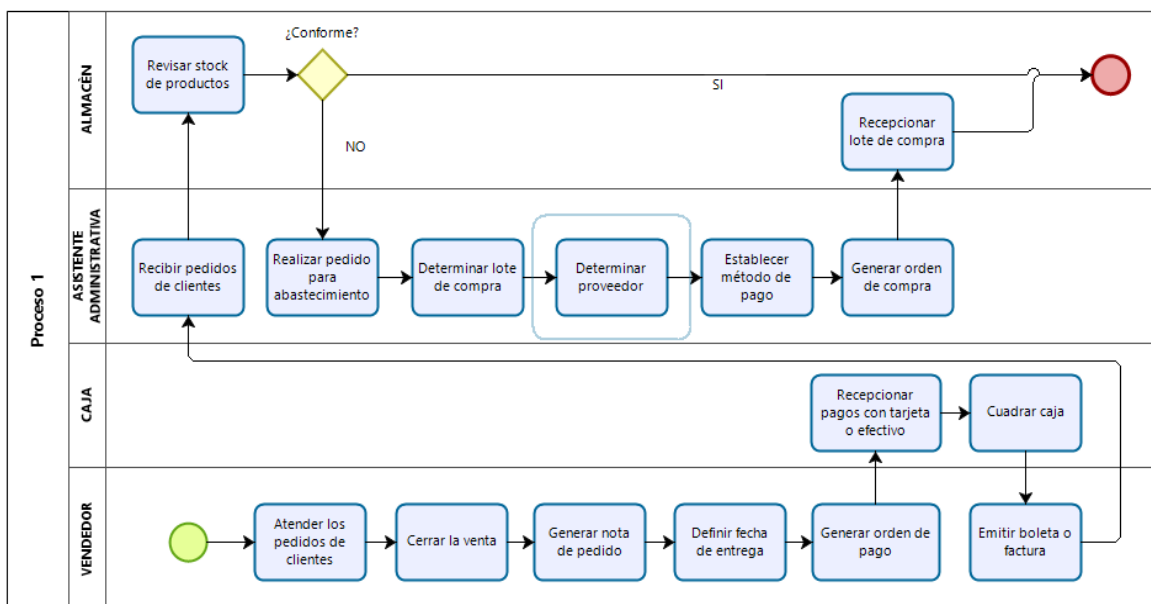 Proceso 1
ALMACÈN
Revisar stock
de productos
¿Conforme?
SI
NO
Recepcionar
lote de compra
ASISTENTE
ADMINISTRATIVA
Recibir pedidos
de clientes
Realizar pedido
para
abastecimiento
Determinar lote
de compra
Determinar
proveedor
Establecer
método de
pago
Generar orden
de compra
CAJA
Recepcionar
pagos con tarjeta
o efectivo
Cuadrar caja
VENDEDOR
Atender los
pedidos de
clientes
Cerrar la venta
Generar nota
de pedido
Definir fecha
de entrega
Generar orden
de pago
Emitir boleta o
factura